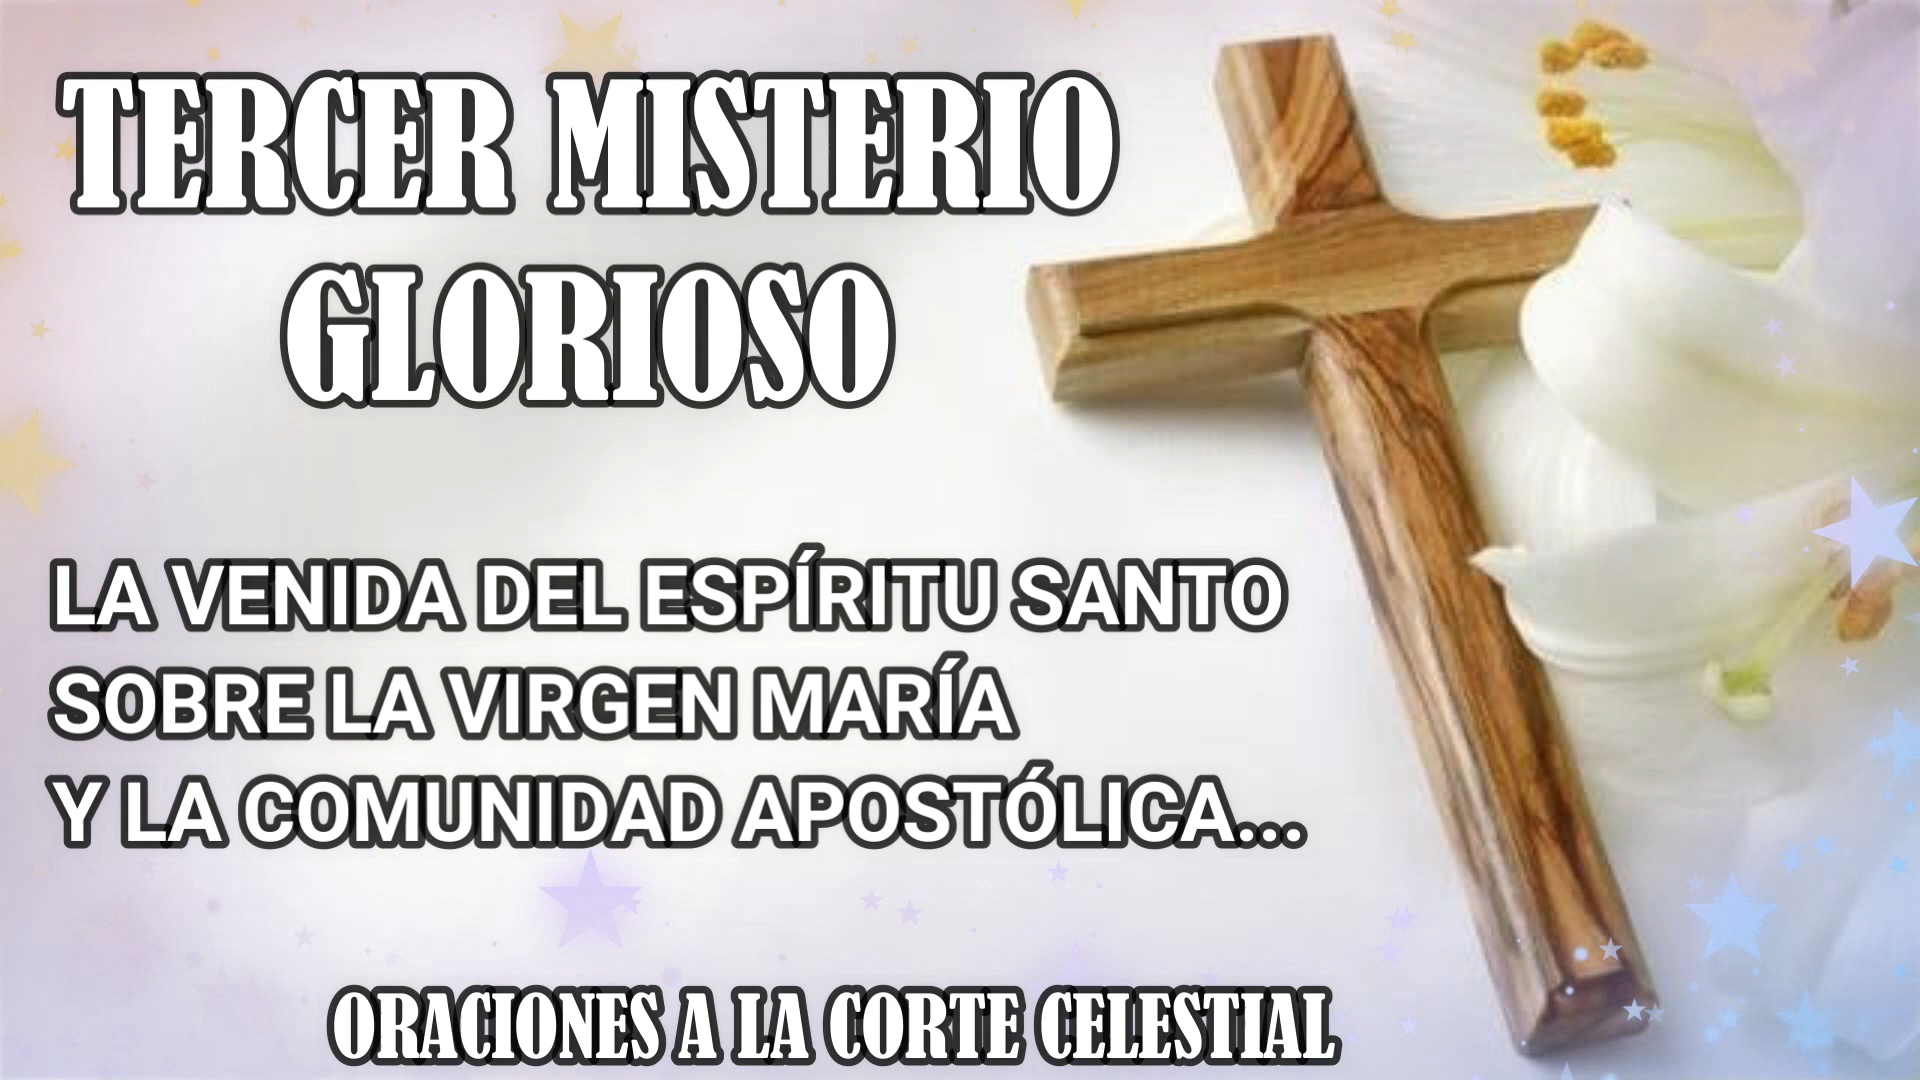 TERCER MISTERIO
GLORIOSO
LA VENIDA DEL ESPÍRITU SANTO
SOBRE LA VIRGEN MARÍA
Y LA COMUNIDAD APOSTÓLICA...
ORACIONES A LA CORTE CELESTIAL